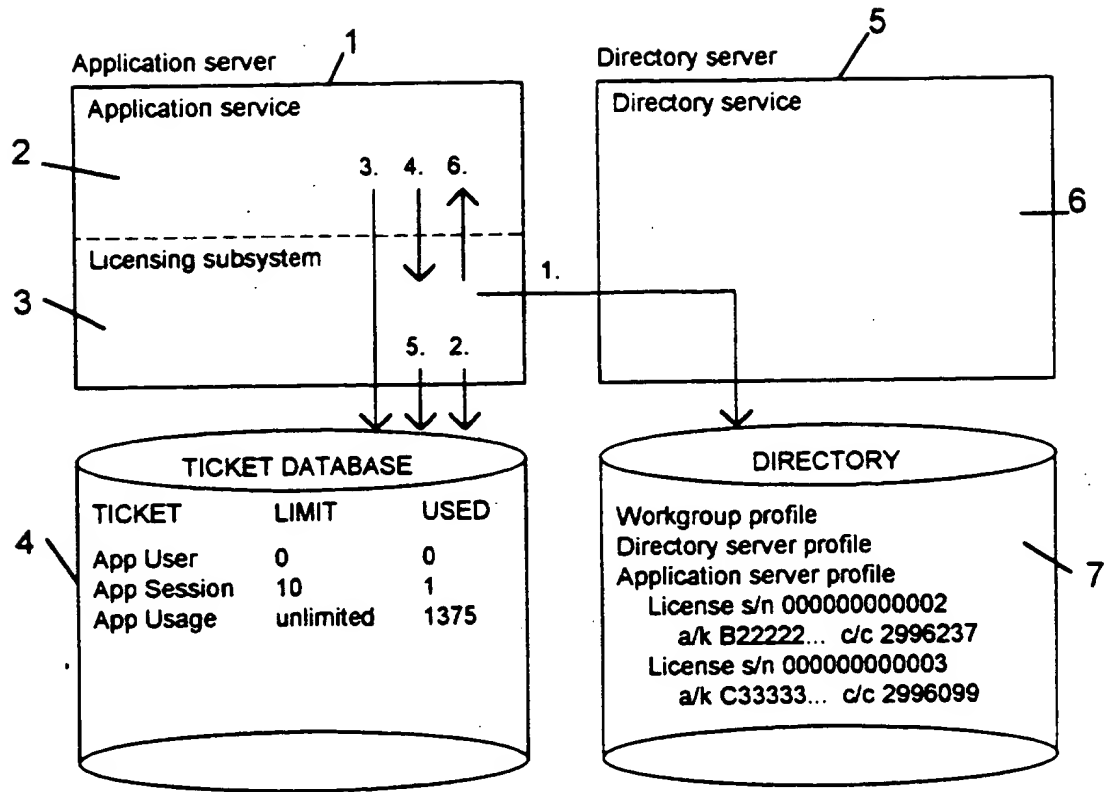 1
5
Application server
Directory server
Application service
Directory service
2
3. 4. 6.
6
Licensing subsystem
1.
3
5. 2.
TICKET DATABASE
DIRECTORY
TICKET LIMIT USED
4
App User 0 0
App Session 10 1
App Usage unlimited 1375
Workgroup profile
Directory server profile
7
Application server profile
License s/n 000000000002
a/k B22222... c/c 2996237
License s/n 000000000003
a/k C33333... c/c 2996099